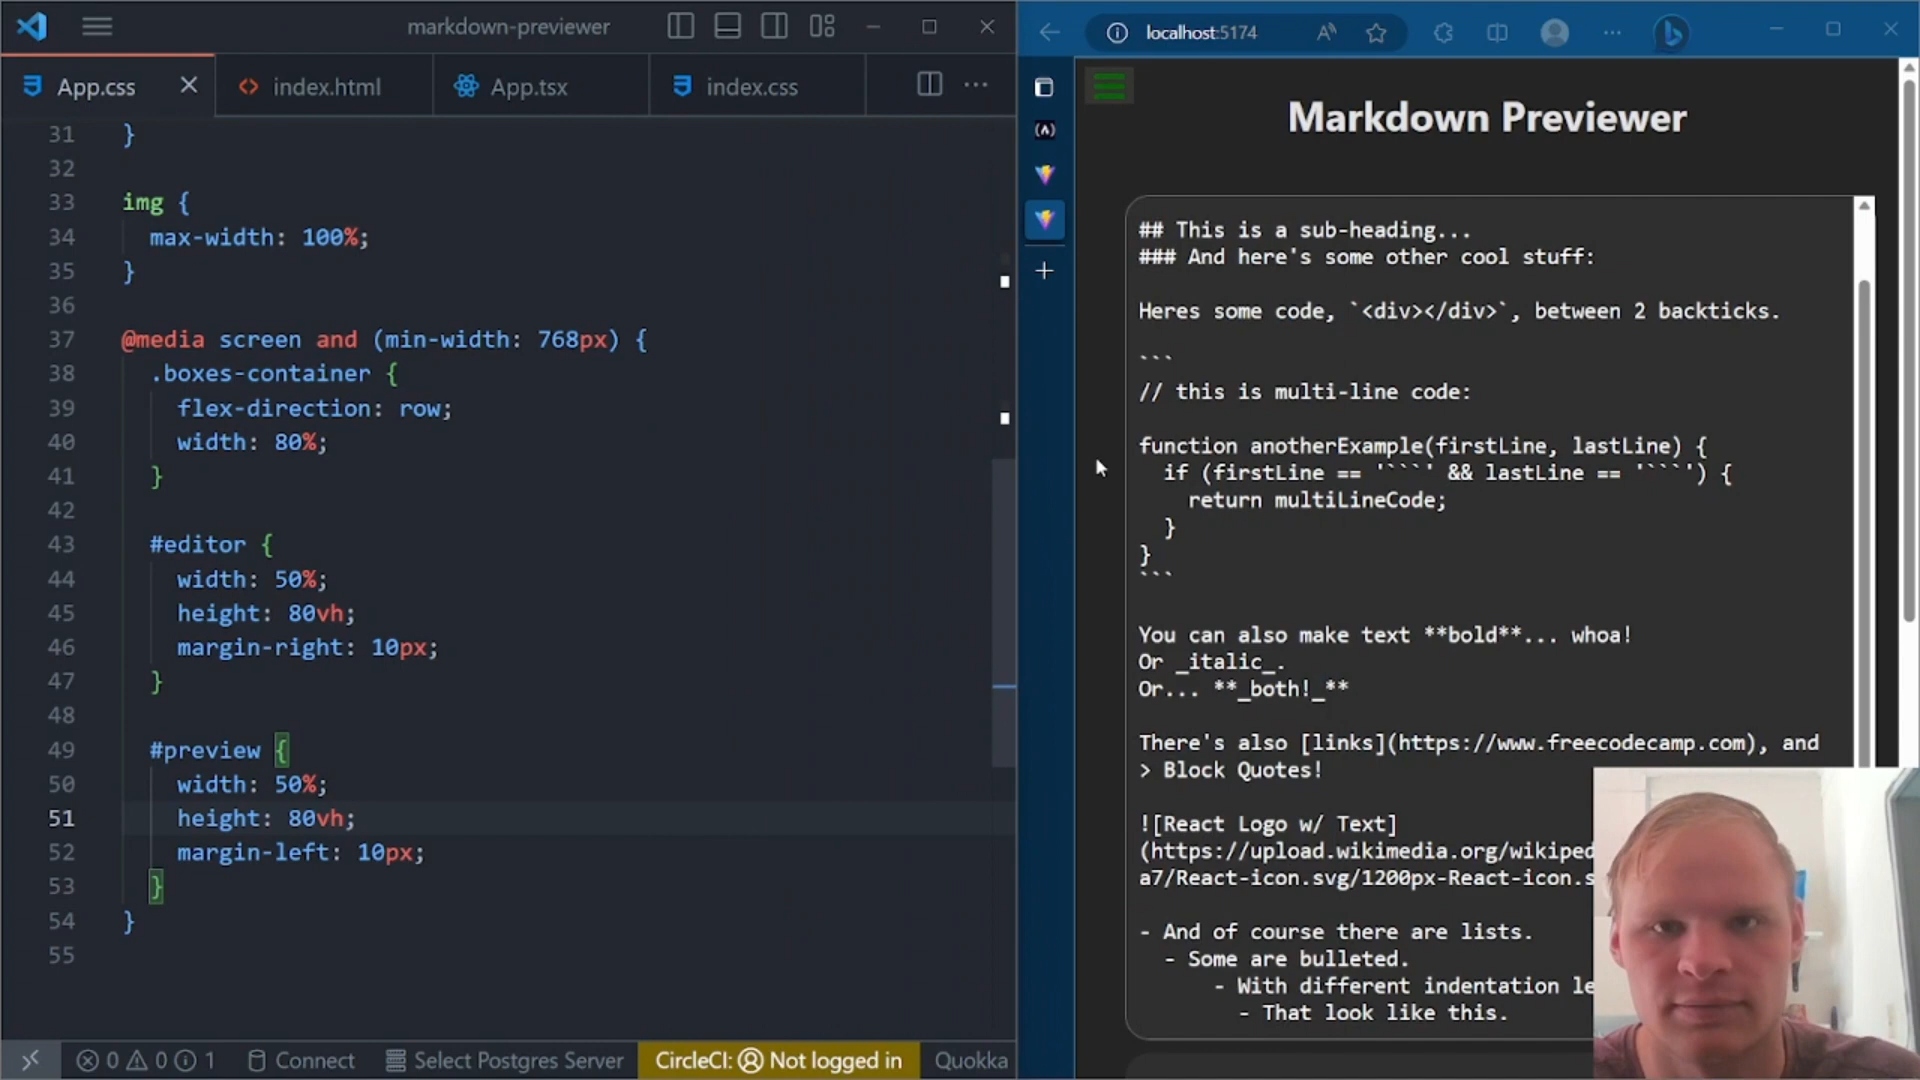 markdown-previewer
App.css
index.html
App.tsx
index.css
31 }
32
33 img {
34 max-width: 100%;
35 }
36
37 @media screen and (min-width: 768px) {
38 .boxes-container {
39 flex-direction: row;
40 width: 80%;
41 }
42
43 #editor {
44 width: 50%;
45 height: 80vh;
46 margin-right: 10px;
47 }
48
49 #preview {
50 width: 50%;
51 height: 80vh;
52 margin-left: 10px;
53 }
54 }
55
0 0 1 Connect Select Postgres Server CircleCI: Not logged in Quokka
localhost:5174
Markdown Previewer
## This is a sub-heading...
### And here's some other cool stuff:
Heres some code, `<div></div>`, between 2 backticks.
```
// this is multi-line code:
function anotherExample(firstLine, lastLine) {
if (firstLine == '```' && lastLine == '```') {
return multiLineCode;
}
}
```
You can also make text **bold**... whoa!
Or _italic_.
Or... **_both!_**
There's also [links](https://www.freecodecamp.com), and
> Block Quotes!
![React Logo w/ Text]
(https://upload.wikimedia.org/wikiped
a7/React-icon.svg/1200px-React-icon.s
- And of course there are lists.
- Some are bulleted.
- With different indentation le
- That look like this.